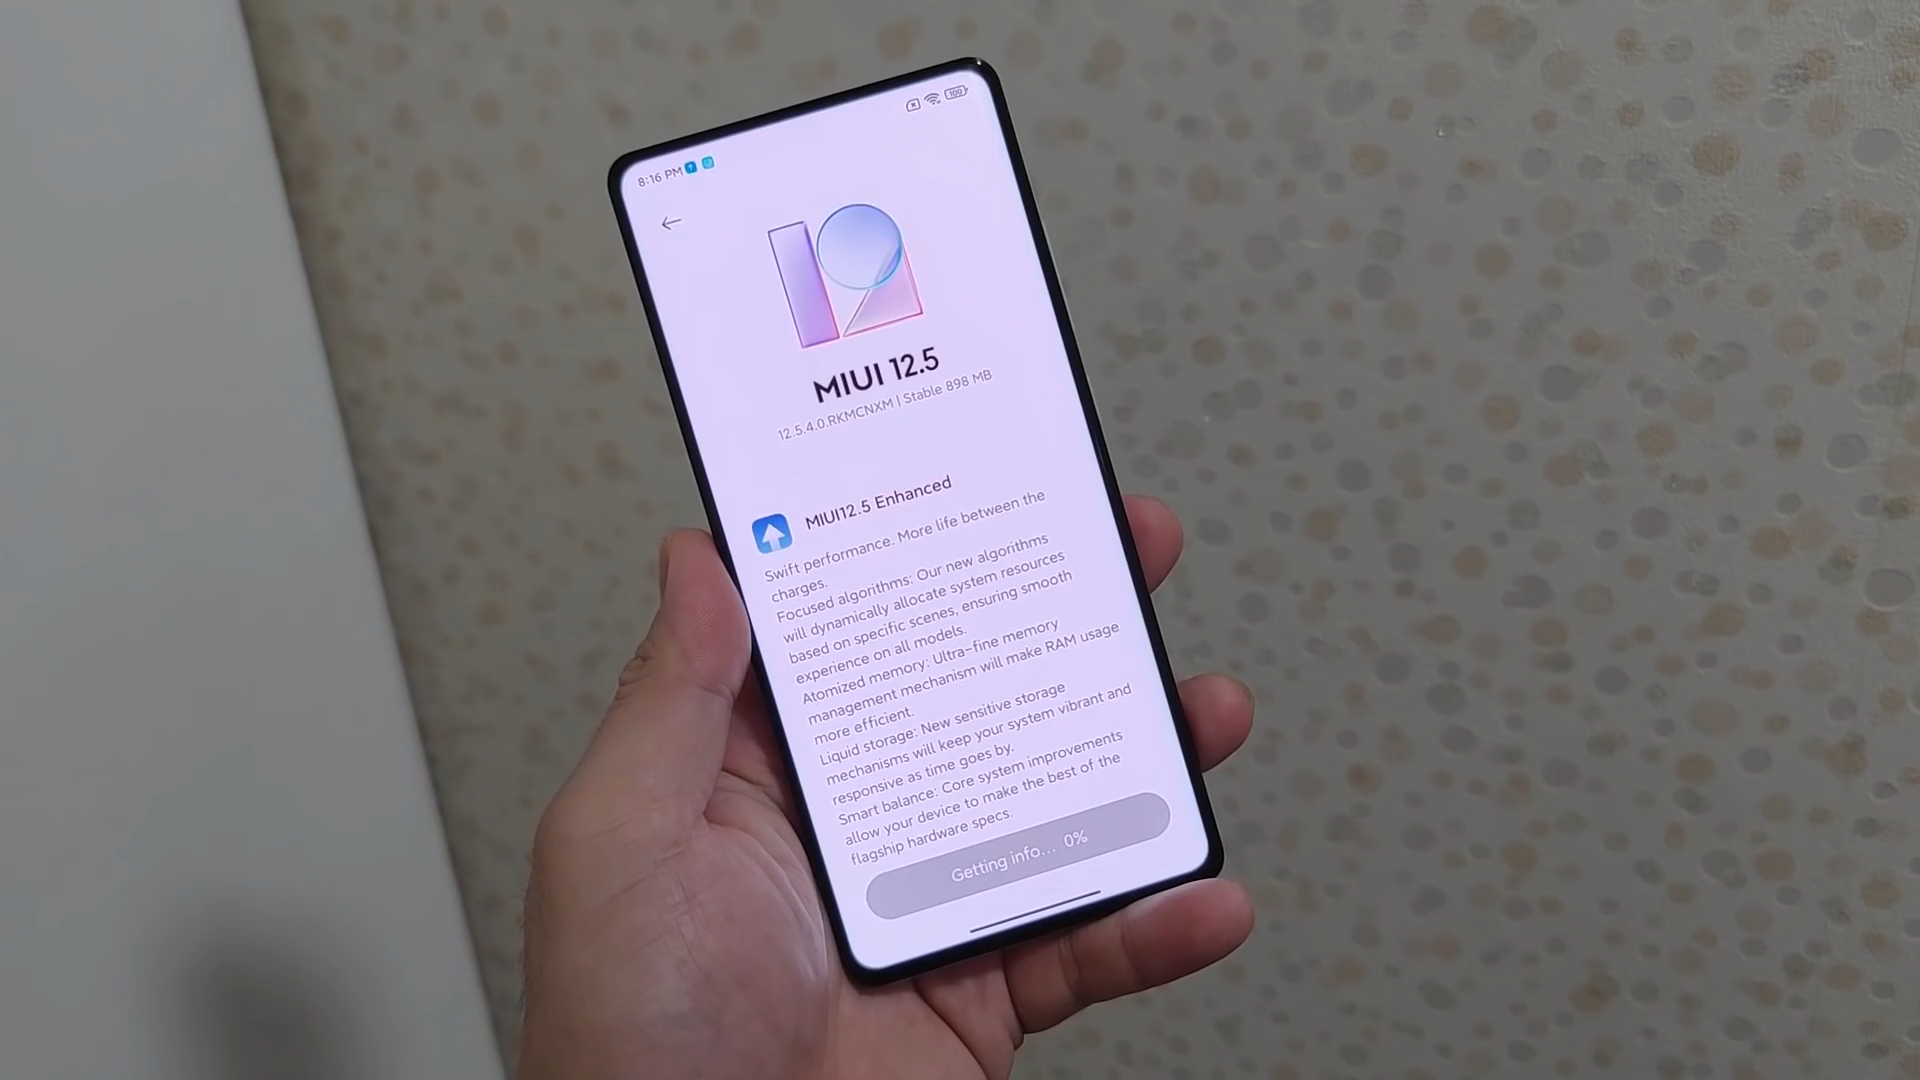 8:16 PM
100
MIUI 12.5
12.5.4.0.RKMCNXM | Stable 898 MB
MIUI12.5 Enhanced
Swift performance. More life between the
charges.
Focused algorithms: Our new algorithms
will dynamically allocate system resources
based on specific scenes, ensuring smooth
experience on all models.
Atomized memory: Ultra-fine memory
management mechanism will make RAM usage
more efficient.
Liquid storage: New sensitive storage
mechanisms will keep your system vibrant and
responsive as time goes by.
Smart balance: Core system improvements
allow your device to make the best of the
flagship hardware specs.
Getting info... 0%